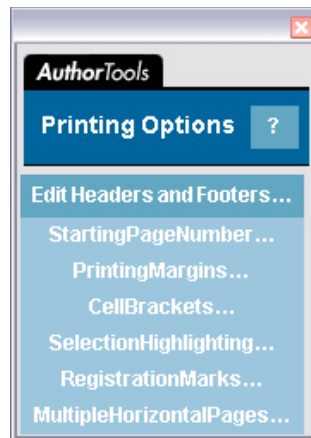 AuthorTools
Printing Options ?
Edit Headers and Footers...
StartingPageNumber...
PrintingMargins...
CellBrackets...
SelectionHighlighting...
RegistrationMarks...
MultipleHorizontalPages...